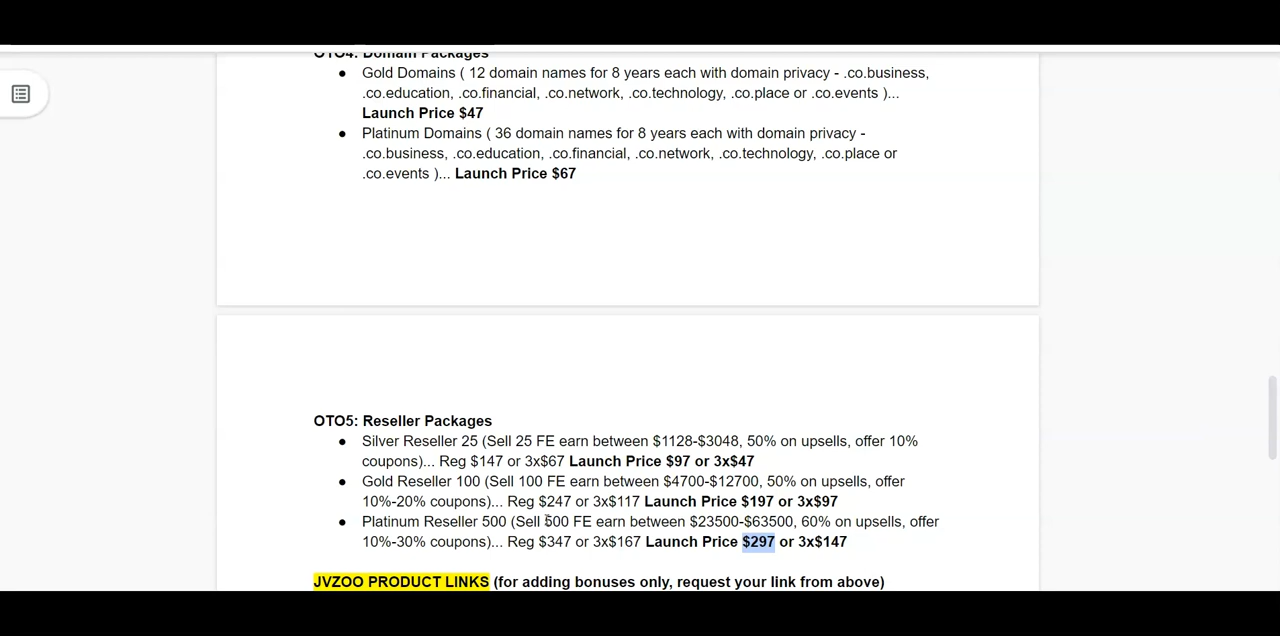 OTO4: Domain Packages
● Gold Domains ( 12 domain names for 8 years each with domain privacy - .co.business,
.co.education, .co.financial, .co.network, .co.technology, .co.place or .co.events )...
Launch Price $47
● Platinum Domains ( 36 domain names for 8 years each with domain privacy -
.co.business, .co.education, .co.financial, .co.network, .co.technology, .co.place or
.co.events )... Launch Price $67
OTO5: Reseller Packages
● Silver Reseller 25 (Sell 25 FE earn between $1128-$3048, 50% on upsells, offer 10%
coupons)... Reg $147 or 3x$67 Launch Price $97 or 3x$47
● Gold Reseller 100 (Sell 100 FE earn between $4700-$12700, 50% on upsells, offer
10%-20% coupons)... Reg $247 or 3x$117 Launch Price $197 or 3x$97
● Platinum Reseller 500 (Sell 500 FE earn between $23500-$63500, 60% on upsells, offer
10%-30% coupons)... Reg $347 or 3x$167 Launch Price $297 or 3x$147
JVZOO PRODUCT LINKS (for adding bonuses only, request your link from above)